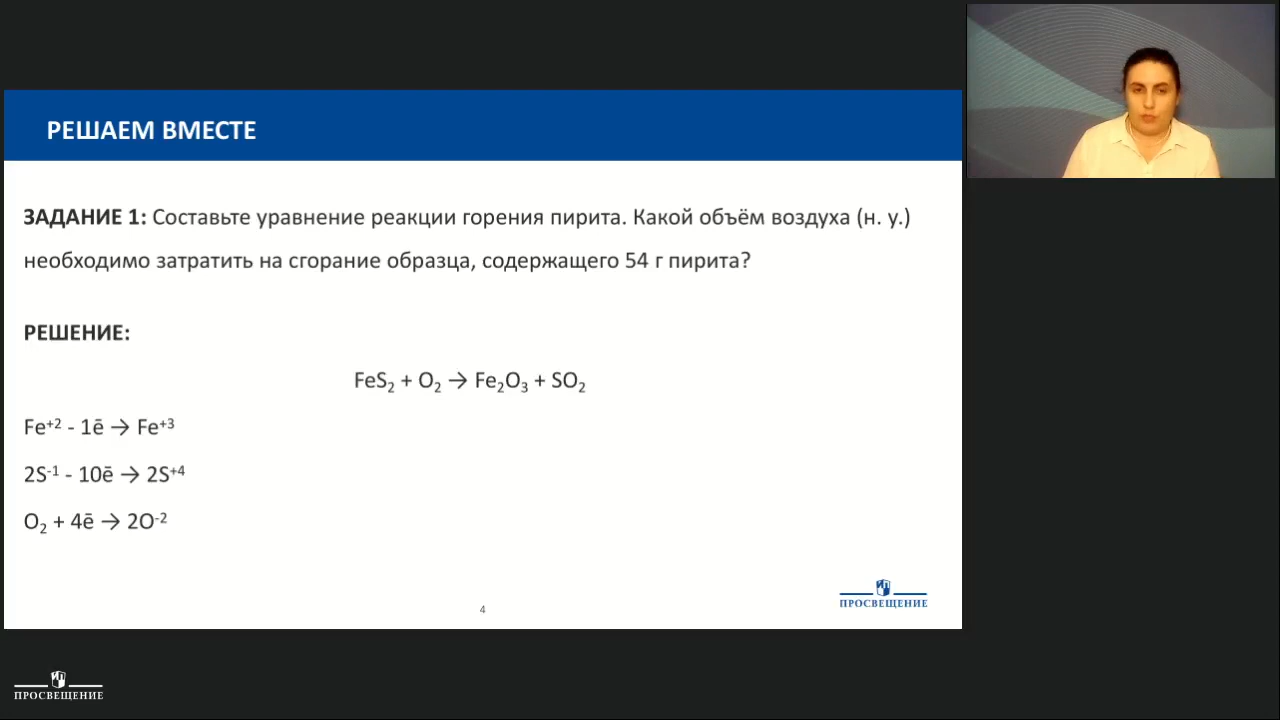 РЕШАЕМ ВМЕСТЕ
ЗАДАНИЕ 1: Составьте уравнение реакции горения пирита. Какой объём воздуха (н. у.)
необходимо затратить на сгорание образца, содержащего 54 г пирита?
РЕШЕНИЕ:
FeS₂ + O₂ → Fe₂O₃ + SO₂
Fe⁺² - 1ē → Fe⁺³
2S⁻¹ - 10ē → 2S⁺⁴
O₂ + 4ē → 2O⁻²
ПРОСВЕЩЕНИЕ
4
ПРОСВЕЩЕНИЕ